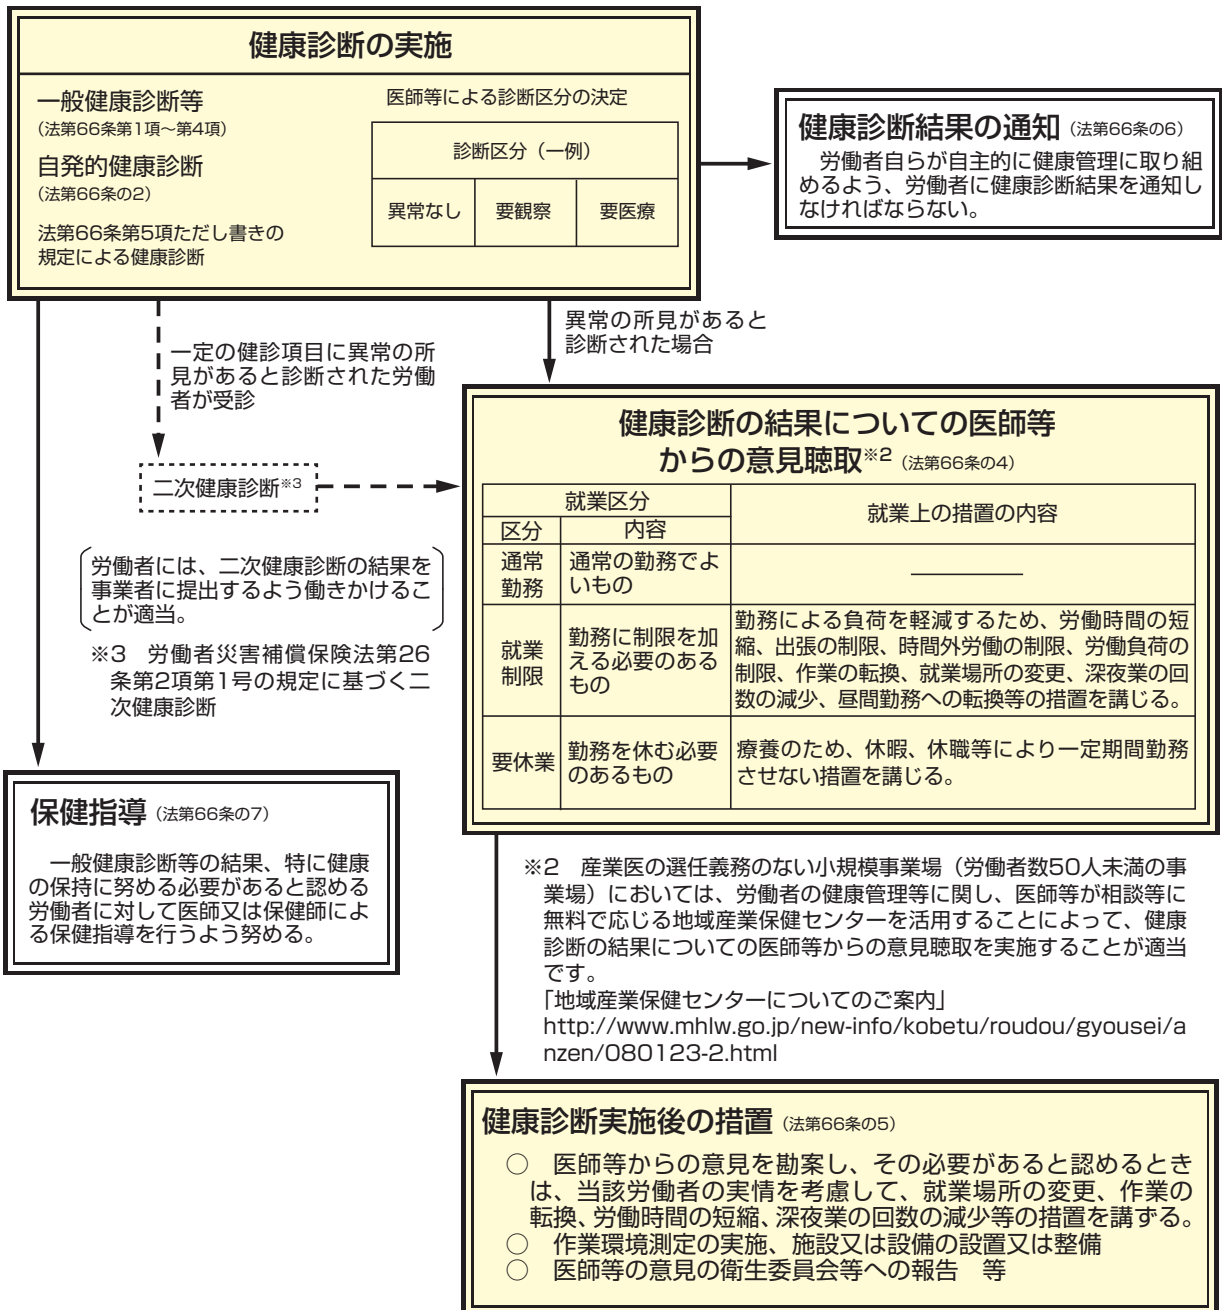 健康診断の実施
一般健康診断等
（法第66条第1項〜第4項）
自発的健康診断
（法第66条の2）
法第66条第5項ただし書きの
規定による健康診断
医師等による診断区分の決定
診断区分（一例）
異常なし 要観察 要医療
健康診断結果の通知（法第66条の6）
労働者自らが自主的に健康管理に取り組
めるよう、労働者に健康診断結果を通知し
なければならない。
異常の所見があると
診断された場合
一定の健診項目に異常の所
見があると診断された労働
者が受診
二次健康診断※3
労働者には、二次健康診断の結果を
事業者に提出するよう働きかけるこ
とが適当。
※3 労働者災害補償保険法第26
条第2項第1号の規定に基づく二
次健康診断
健康診断の結果についての医師等
からの意見聴取※2（法第66条の4）
就業区分
就業上の措置の内容
区分 内容
通常
勤務
通常の勤務でよ
いもの
就業
制限
勤務に制限を加
える必要のある
もの
勤務による負荷を軽減するため、労働時間の短
縮、出張の制限、時間外労働の制限、労働負荷の
制限、作業の転換、就業場所の変更、深夜業の回
数の減少、昼間勤務への転換等の措置を講じる。
要休業
勤務を休む必要
のあるもの
療養のため、休暇、休職等により一定期間勤務
させない措置を講じる。
保健指導（法第66条の7）
一般健康診断等の結果、特に健康
の保持に努める必要があると認める
労働者に対して医師又は保健師によ
る保健指導を行うよう努める。
※2 産業医の選任義務のない小規模事業場（労働者数50人未満の事
業場）においては、労働者の健康管理等に関し、医師等が相談等に
無料で応じる地域産業保健センターを活用することによって、健康
診断の結果についての医師等からの意見聴取を実施することが適当
です。
「地域産業保健センターについてのご案内」
http://www.mhlw.go.jp/new-info/kobetu/roudou/gyousei/a
nzen/080123-2.html
健康診断実施後の措置（法第66条の5）
○ 医師等からの意見を勘案し、その必要があると認めるとき
は、当該労働者の実情を考慮して、就業場所の変更、作業の
転換、労働時間の短縮、深夜業の回数の減少等の措置を講ずる。
○ 作業環境測定の実施、施設又は設備の設置又は整備
○ 医師等の意見の衛生委員会等への報告 等